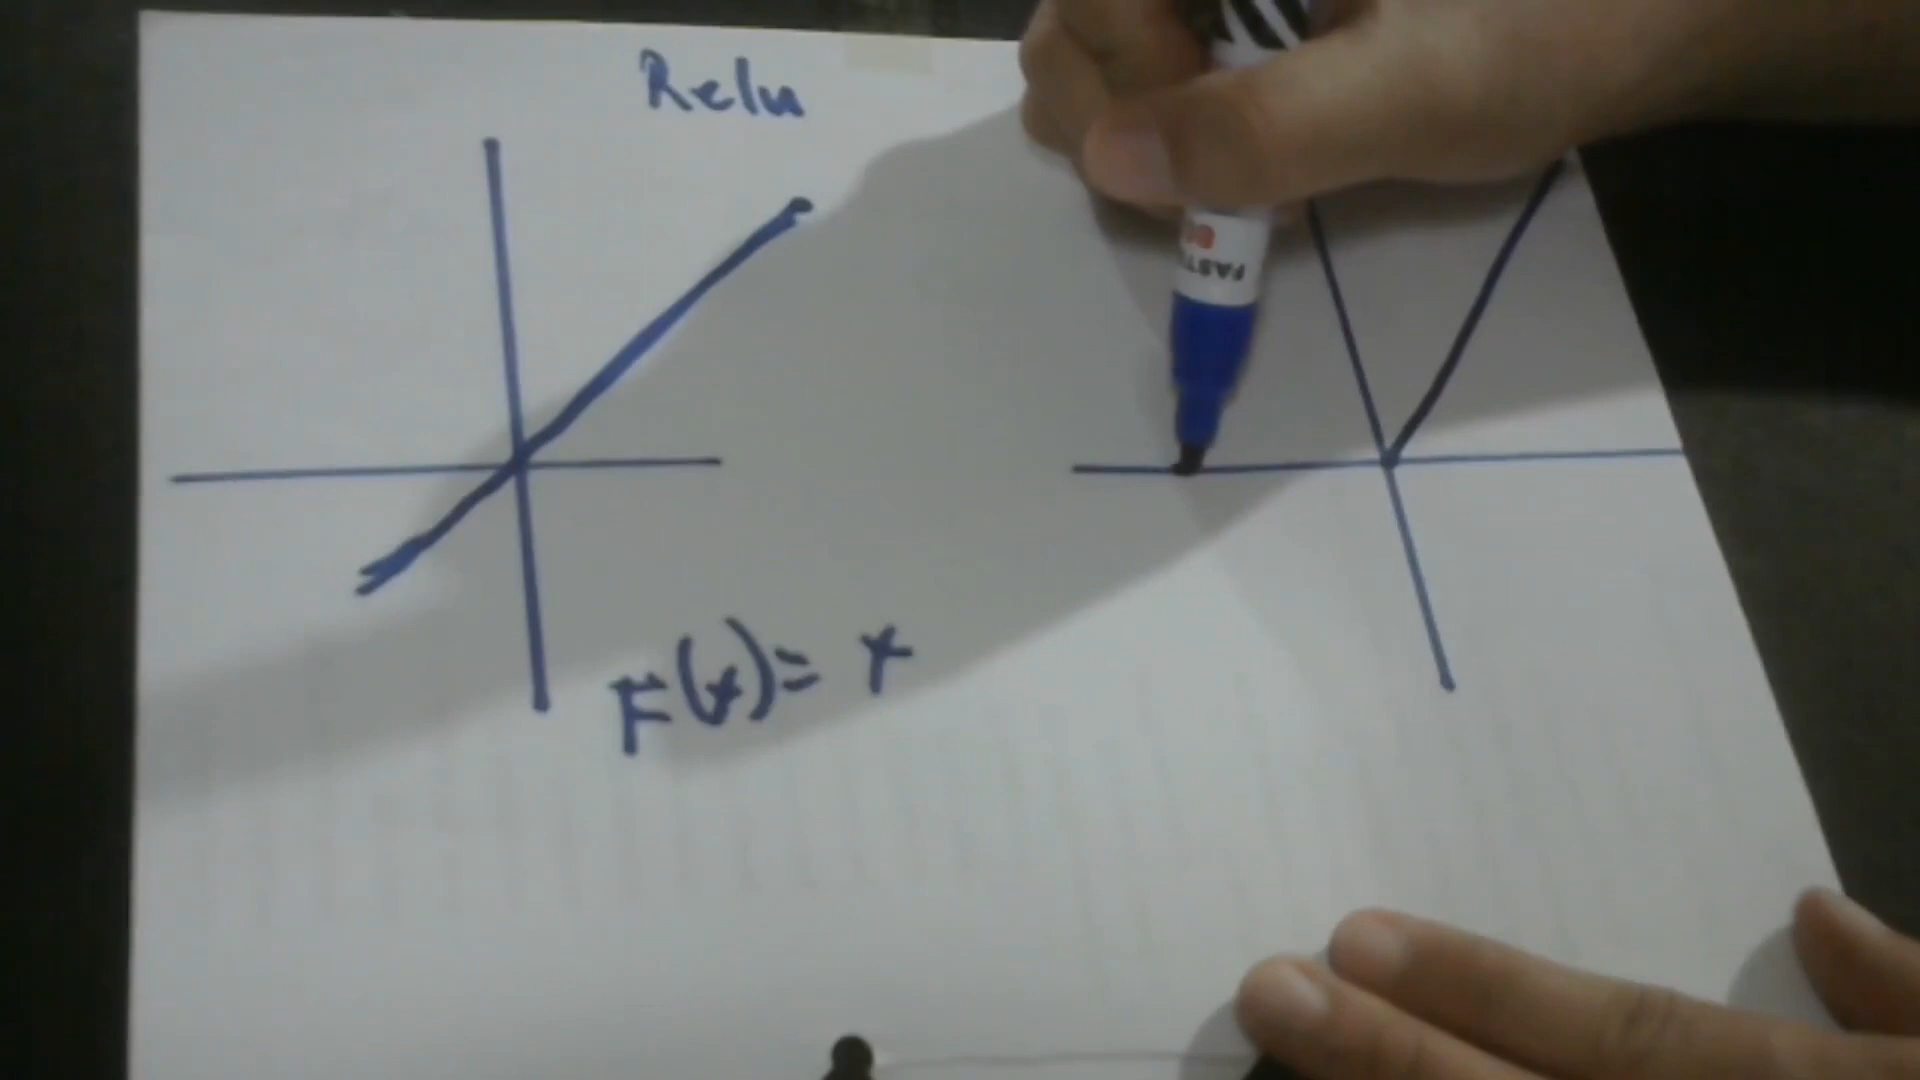 Relu
F(x)= x